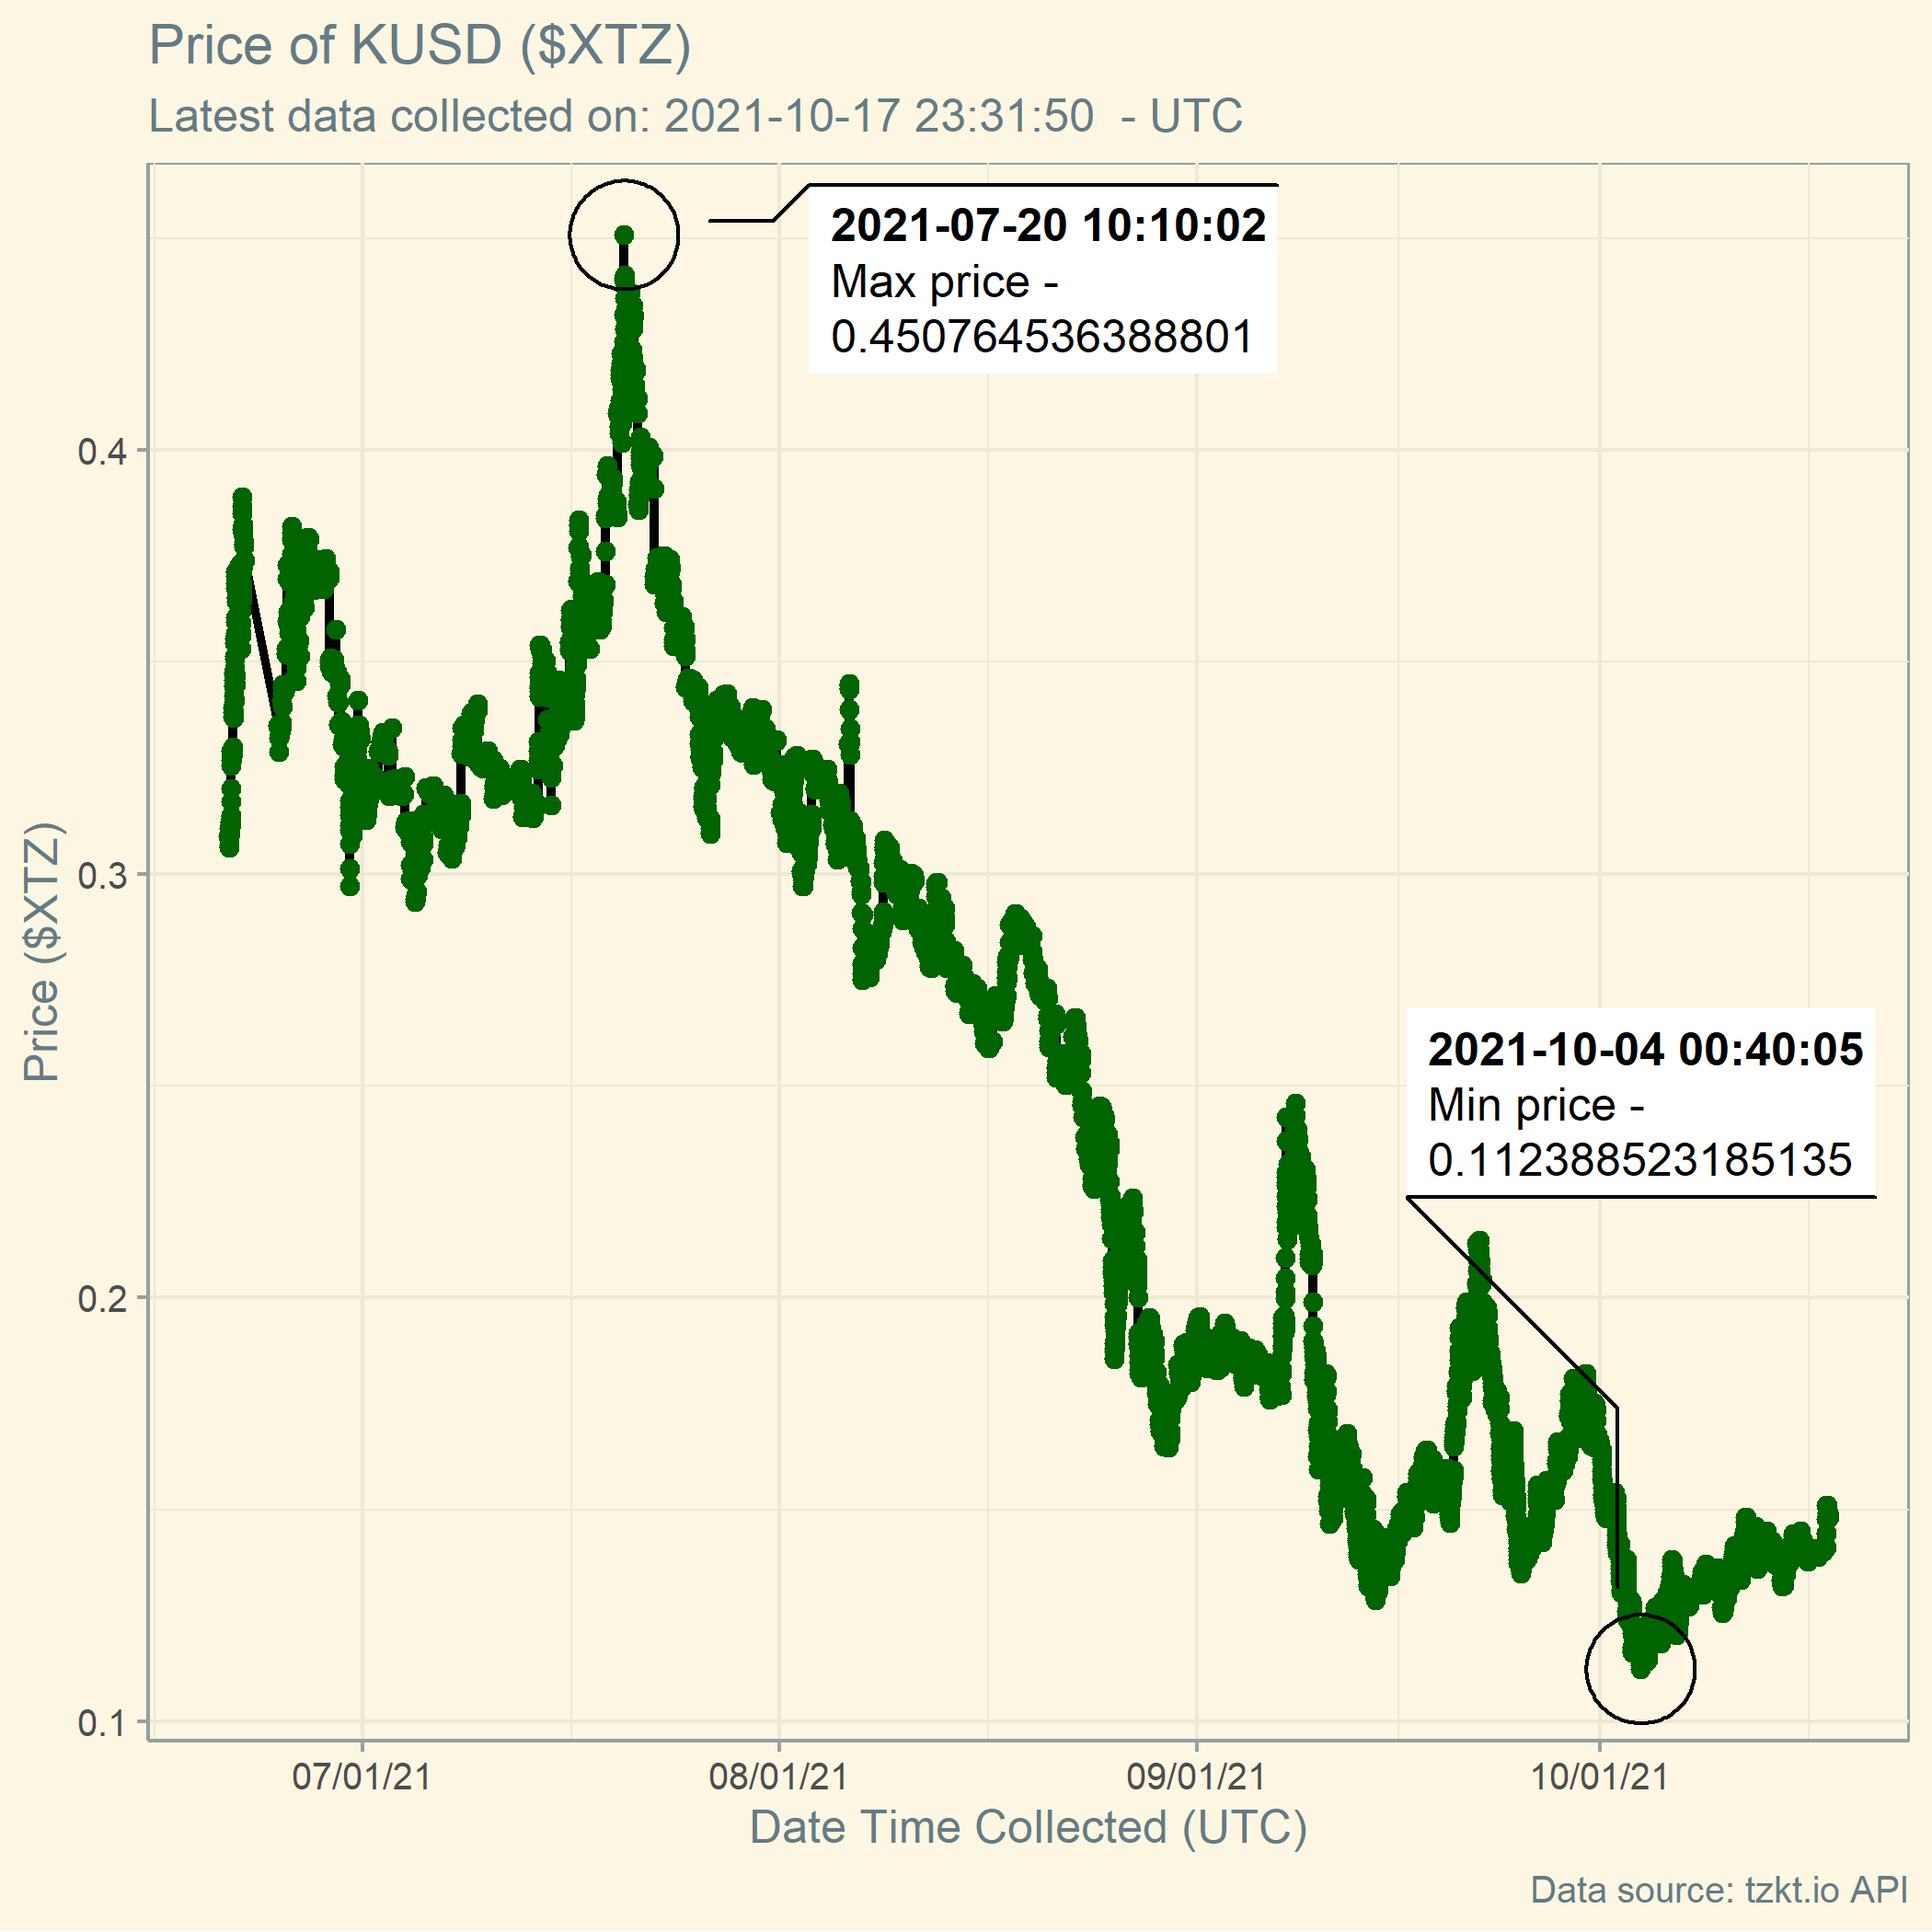 Price of KUSD ($XTZ)
Latest data collected on: 2021-10-17 23:31:50  - UTC
2021-07-20 10:10:02
Max price -
0.450764536388801
0.4
0.3
Price ($XTZ)
2021-10-04 00:40:05
Min price -
0.112388523185135
0.2
0.1
07/01/21
08/01/21
09/01/21
10/01/21
Date Time Collected (UTC)
Data source: tzkt.io API